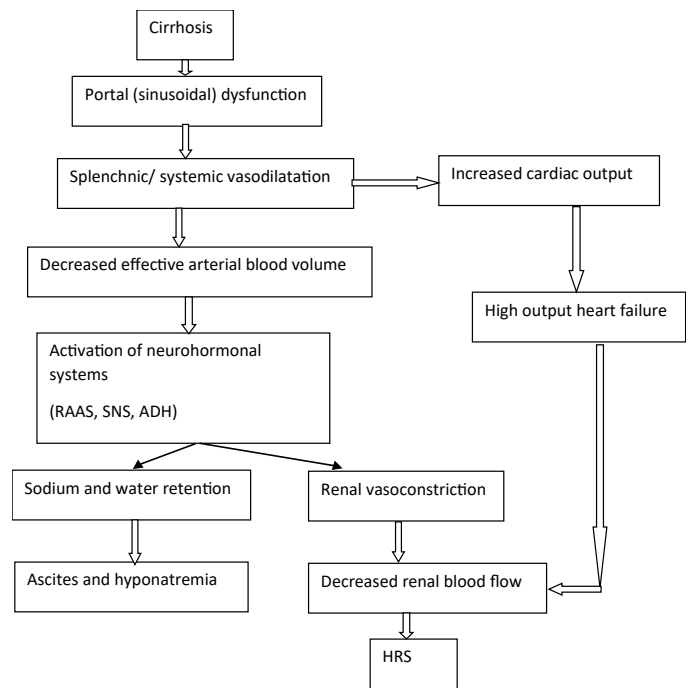 Cirrhosis
Portal (sinusoidal) dysfunction
Splenchnic/ systemic vasodilatation
Increased cardiac output
Decreased effective arterial blood volume
High output heart failure
Activation of neurohormonal
systems
(RAAS, SNS, ADH)
Sodium and water retention
Renal vasoconstriction
Ascites and hyponatremia
Decreased renal blood flow
HRS